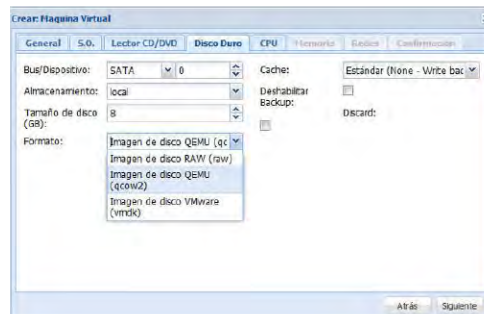 Crear: Maquina Virtual
General S.O. Lector CD/DVD Disco Duro CPU Memoria Redes Confirmación
Bus/Dispositivo: SATA 0 Cache: Estándar (None - Write bac
Almacenamiento: local Deshabilitar Backup:
Tamaño de disco (GB): 8 Discard:
Formato: Imagen de disco QEMU (qc
Imagen de disco RAW (raw)
Imagen de disco QEMU
(qcow2)
Imagen de disco VMware
(vmdk)
Atrás Siguiente